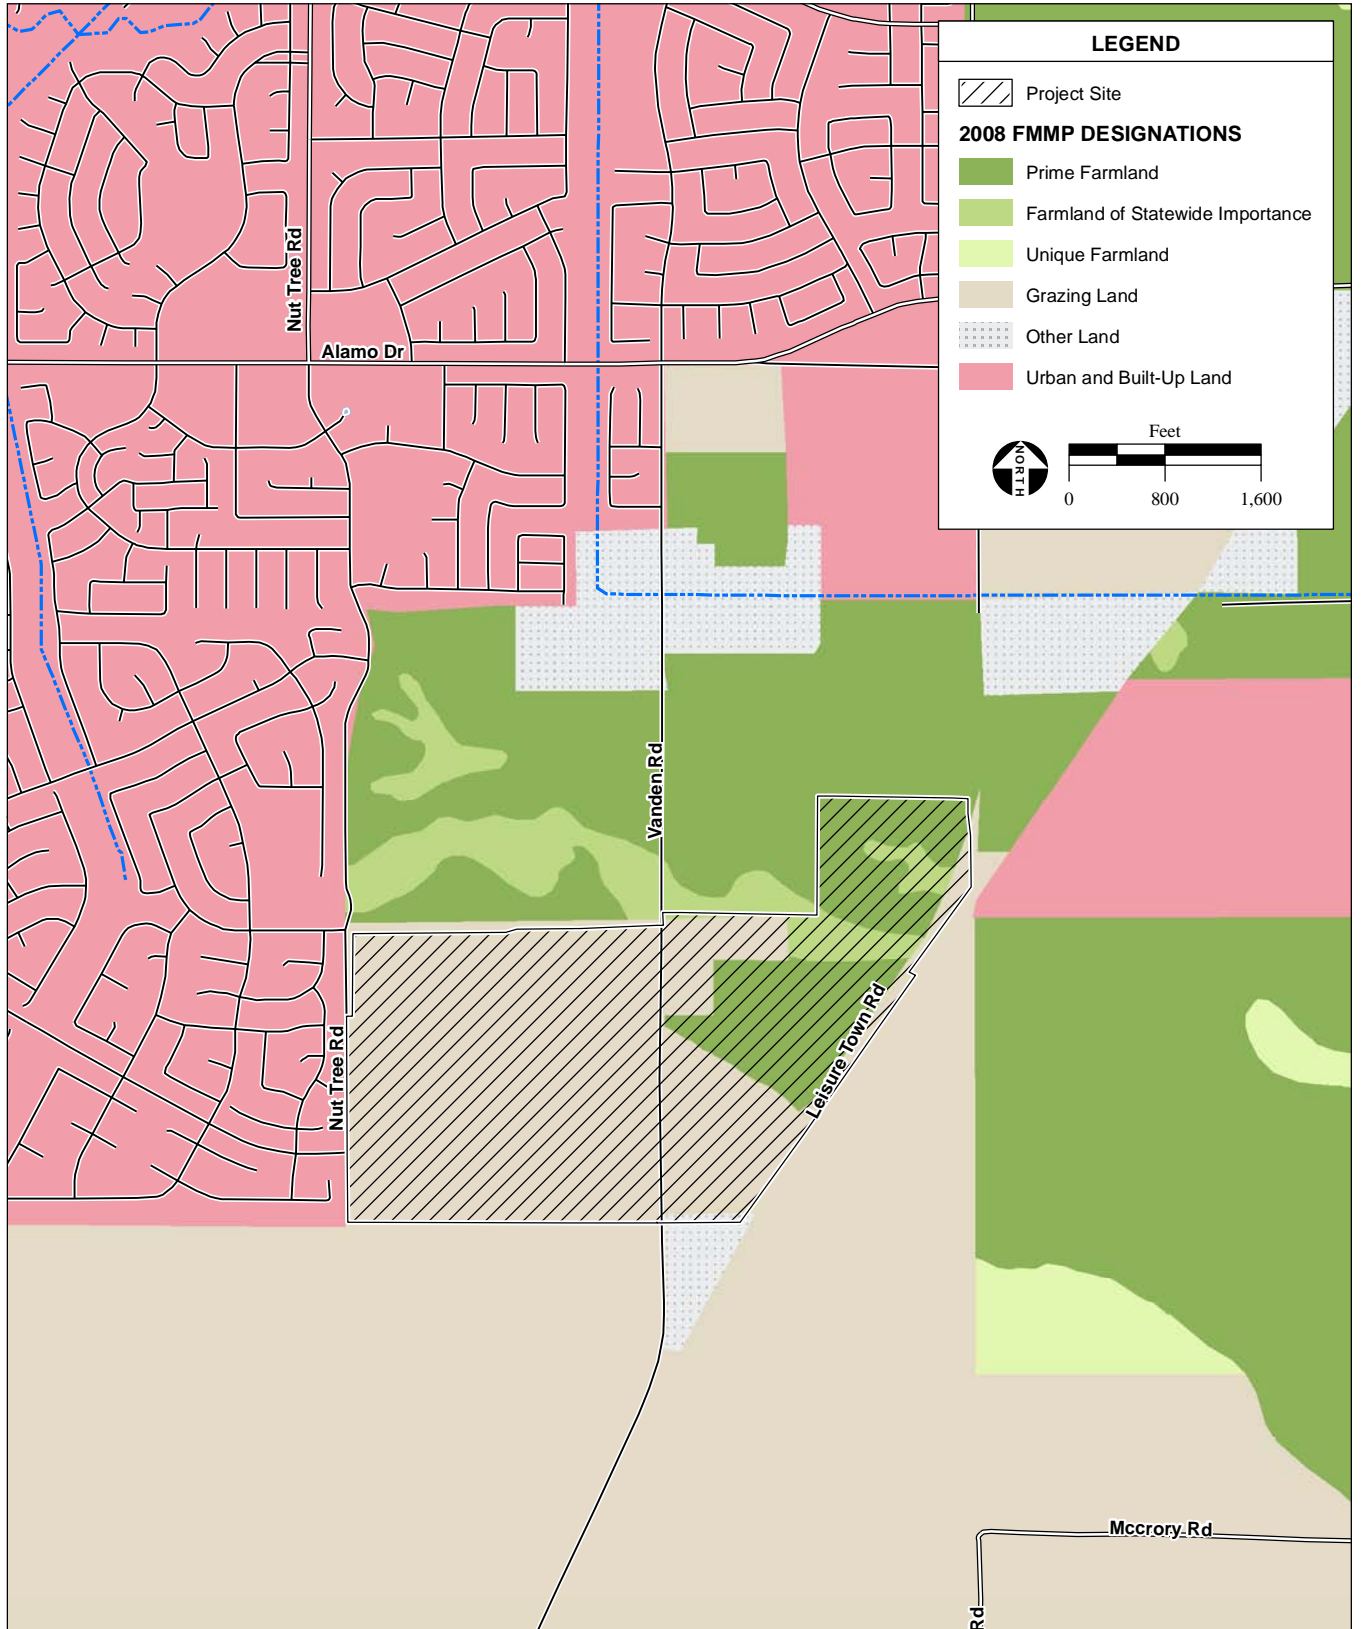 LEGEND
Project Site
2008 FMMP DESIGNATIONS
Prime Farmland
Farmland of Statewide Importance
Unique Farmland
Grazing Land
Other Land
Urban and Built-Up Land
NORTH
Feet
0 800 1,600
Nut Tree Rd
Alamo Dr
Vanden Rd
Leisure Town Rd
Nut Tree Rd
Mccrory Rd
Rd